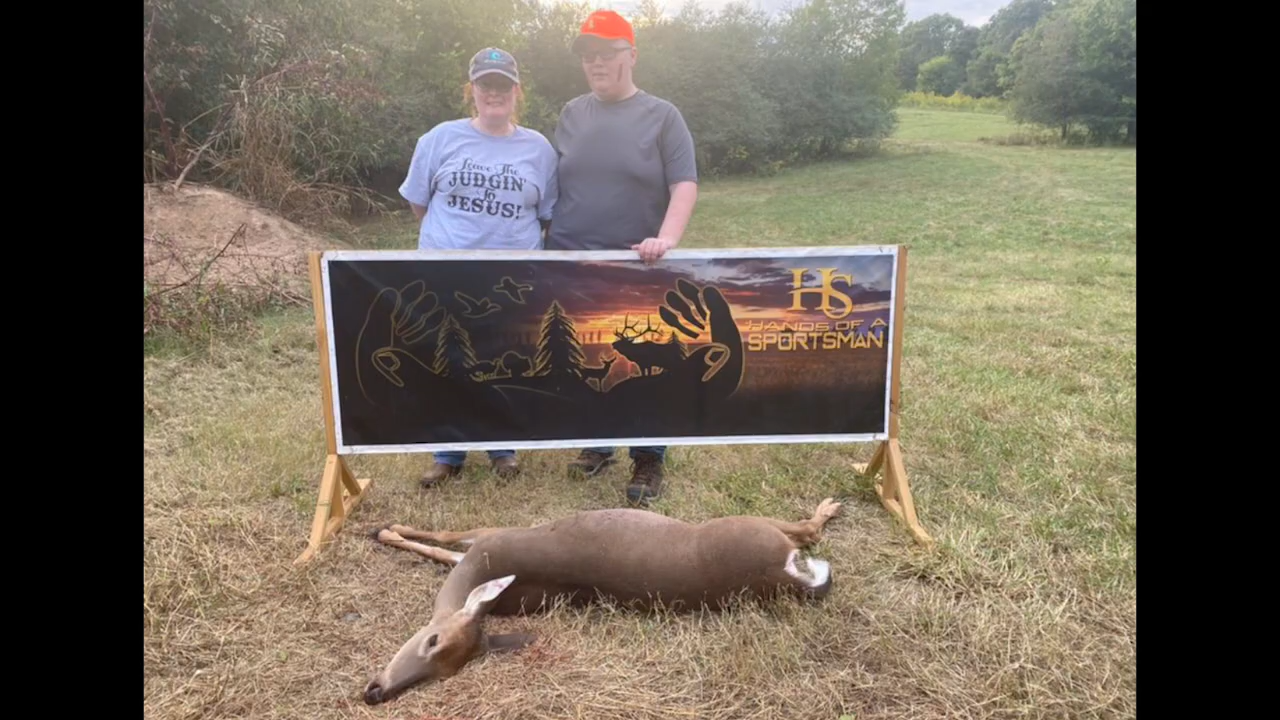 Leave The
JUDGIN'
to
JESUS!
HS
HANDS OF A
SPORTSMAN